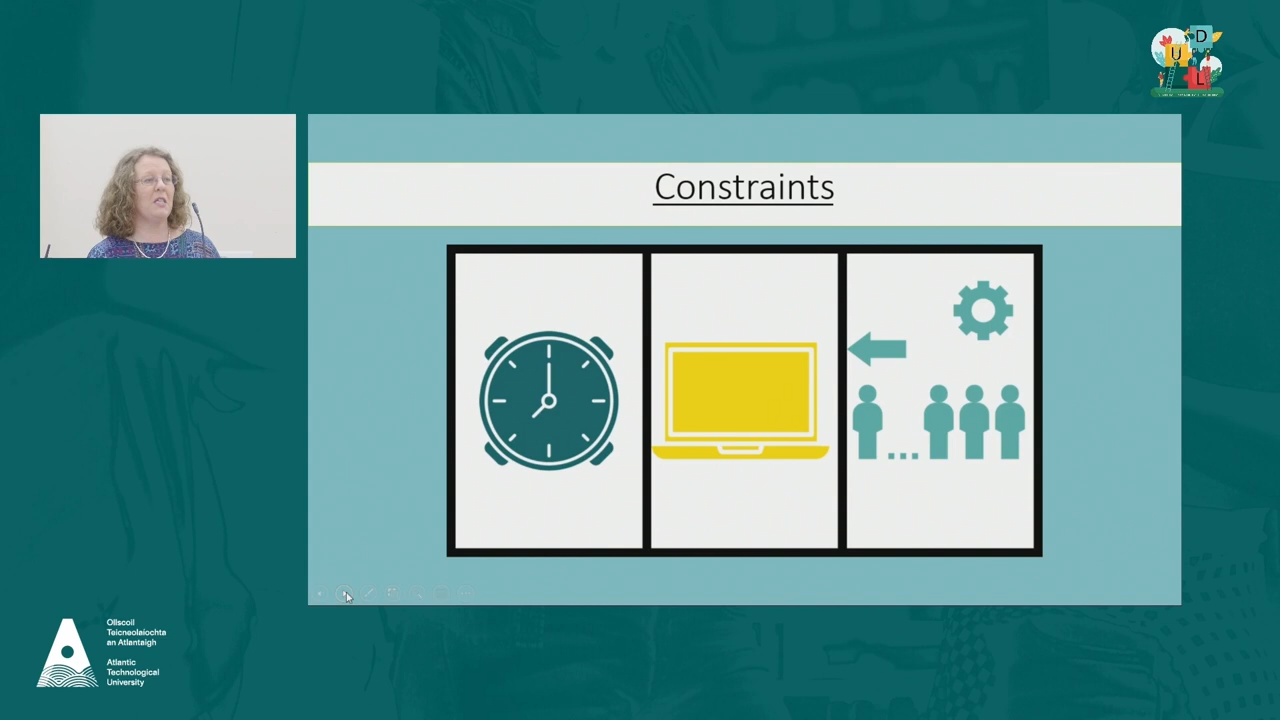 U
D
L
Constraints
Ollscoil
Teicneolaíochta
an Atlantaigh
Atlantic
Technological
University